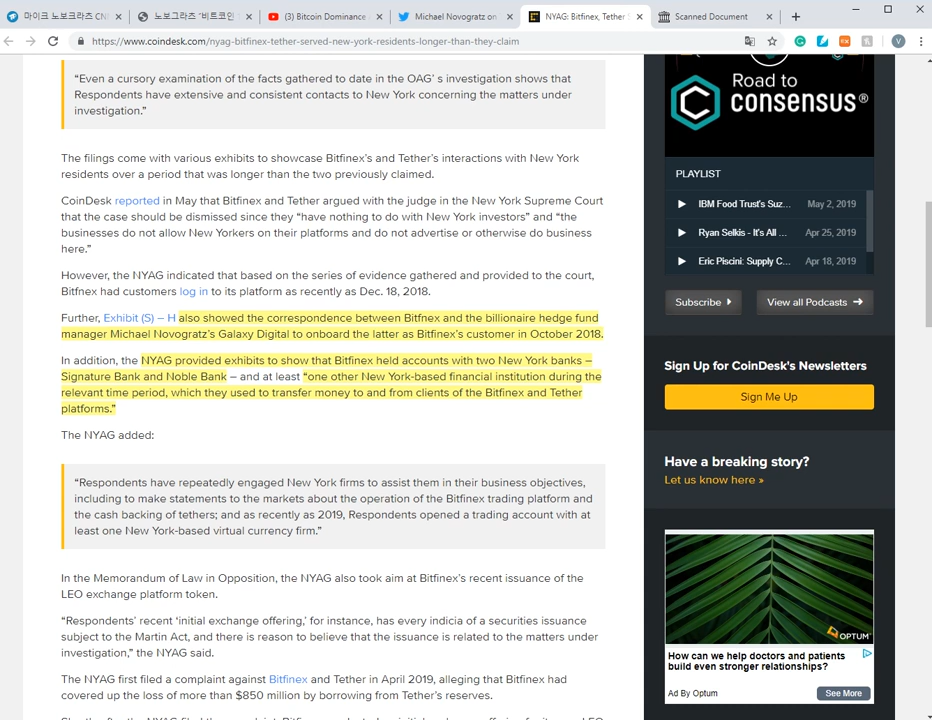 마이크 노보크라츠 CN
노보그라츠 "비트코인
(3) Bitcoin Dominance
Michael Novogratz on
NYAG: Bitfinex, Tether
Scanned Document
https://www.coindesk.com/nyag-bitfinex-tether-served-new-york-residents-longer-than-they-claim
V
“Even a cursory examination of the facts gathered to date in the OAG’ s investigation shows that
Respondents have extensive and consistent contacts to New York concerning the matters under
investigation.”
The filings come with various exhibits to showcase Bitfinex’s and Tether’s interactions with New York
residents over a period that was longer than the two previously claimed.
CoinDesk reported in May that Bitfinex and Tether argued with the judge in the New York Supreme Court
that the case should be dismissed since they “have nothing to do with New York investors” and “the
businesses do not allow New Yorkers on their platforms and do not advertise or otherwise do business
here.”
However, the NYAG indicated that based on the series of evidence gathered and provided to the court,
Bitfinex had customers log in to its platform as recently as Dec. 18, 2018.
Further, Exhibit (S) – H also showed the correspondence between Bitfnex and the billionaire hedge fund
manager Michael Novogratz’s Galaxy Digital to onboard the latter as Bitfinex’s customer in October 2018.
In addition, the NYAG provided exhibits to show that Bitfinex held accounts with two New York banks –
Signature Bank and Noble Bank – and at least “one other New York-based financial institution during the
relevant time period, which they used to transfer money to and from clients of the Bitfinex and Tether
platforms.”
The NYAG added:
“Respondents have repeatedly engaged New York firms to assist them in their business objectives,
including to make statements to the markets about the operation of the Bitfinex trading platform and
the cash backing of tethers; and as recently as 2019, Respondents opened a trading account with at
least one New York-based virtual currency firm.”
In the Memorandum of Law in Opposition, the NYAG also took aim at Bitfinex’s recent issuance of the
LEO exchange platform token.
“Respondents’ recent ‘initial exchange offering,’ for instance, has every indicia of a securities issuance
subject to the Martin Act, and there is reason to believe that the issuance is related to the matters under
investigation,” the NYAG said.
The NYAG first filed a complaint against Bitfinex and Tether in April 2019, alleging that Bitfinex had
covered up the loss of more than $850 million by borrowing from Tether’s reserves.
Road to
consensus®
PLAYLIST
IBM Food Trust's Suz... May 2, 2019
Ryan Selkis - It's All ... Apr 25, 2019
Eric Piscini: Supply C... Apr 18, 2019
Subscribe
View all Podcasts
Sign Up for CoinDesk's Newsletters
Sign Me Up
Have a breaking story?
Let us know here »
OPTUM
How can we help doctors and patients
build even stronger relationships?
Ad By Optum
See More